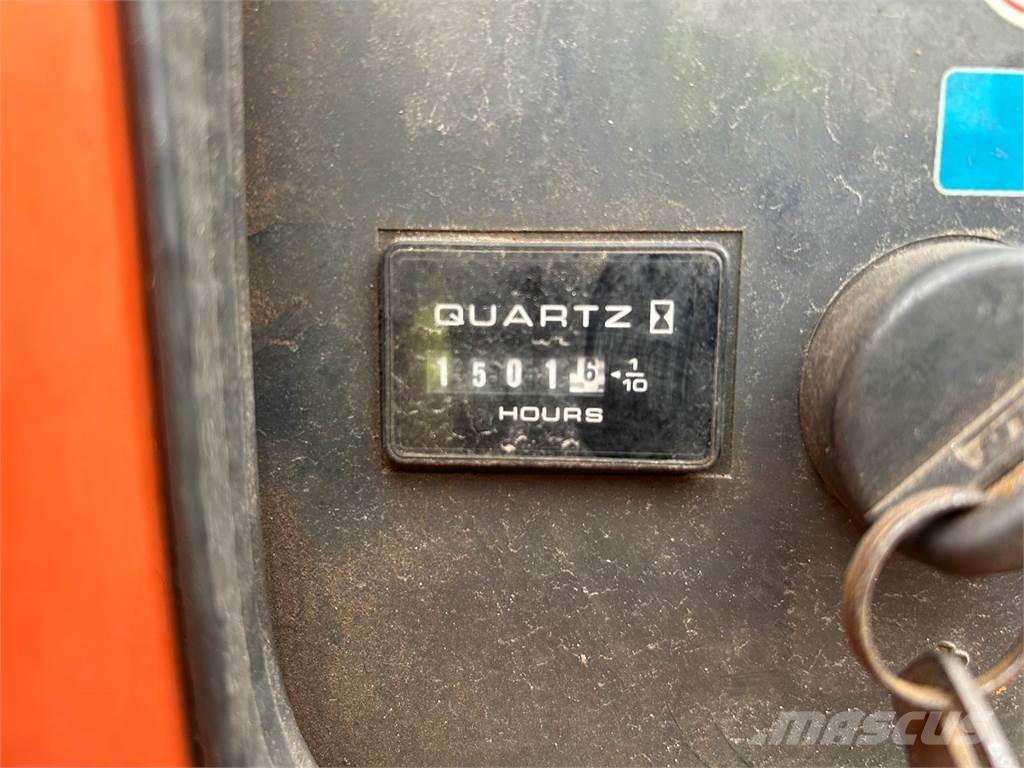 QUARTZ
15016 1/10
HOURS
MASCUS